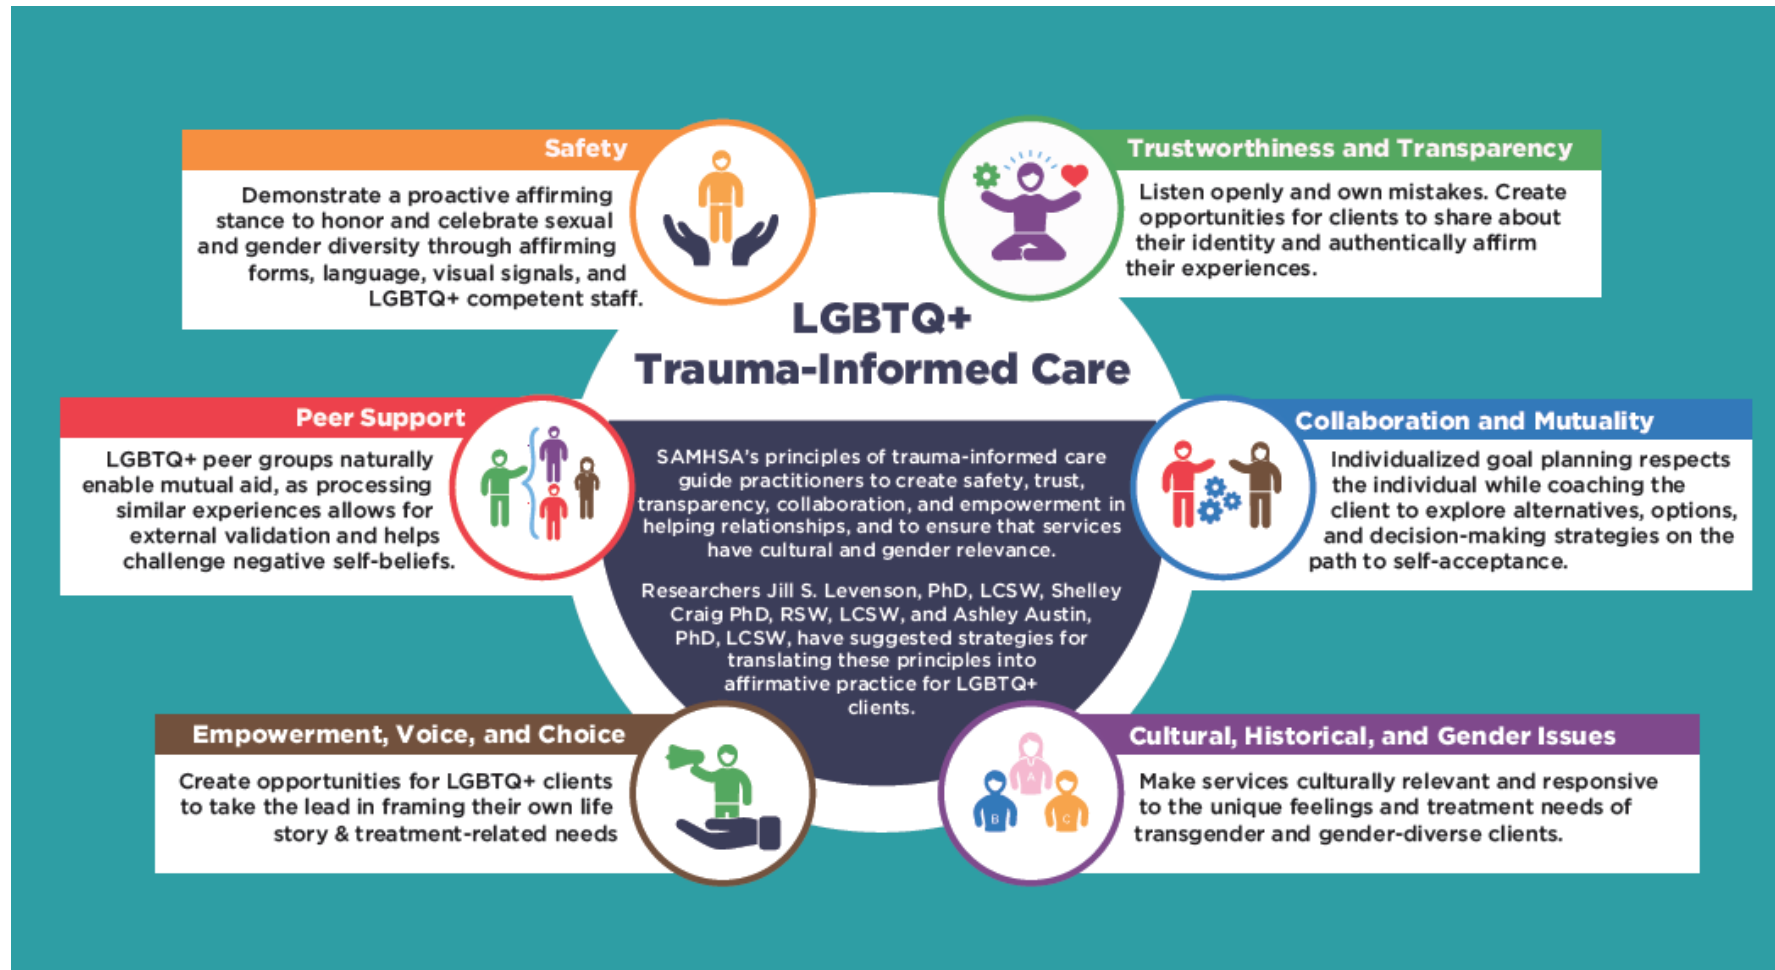 Safety
Demonstrate a proactive affirming
stance to honor and celebrate sexual
and gender diversity through affirming
forms, language, visual signals, and
LGBTQ+ competent staff.
Trustworthiness and Transparency
Listen openly and own mistakes. Create
opportunities for clients to share about
their identity and authentically affirm
their experiences.
LGBTQ+
Trauma-Informed Care
Peer Support
LGBTQ+ peer groups naturally
enable mutual aid, as processing
similar experiences allows for
external validation and helps
challenge negative self-beliefs.
SAMHSA's principles of trauma-informed care
guide practitioners to create safety, trust,
transparency, collaboration, and empowerment in
helping relationships, and to ensure that services
have cultural and gender relevance.
Researchers Jill S. Levenson, PhD, LCSW, Shelley
Craig PhD, RSW, LCSW, and Ashley Austin,
PhD, LCSW, have suggested strategies for
translating these principles into
affirmative practice for LGBTQ+
clients.
Collaboration and Mutuality
Individualized goal planning respects
the individual while coaching the
client to explore alternatives, options,
and decision-making strategies on the
path to self-acceptance.
Empowerment, Voice, and Choice
Create opportunities for LGBTQ+ clients
to take the lead in framing their own life
story & treatment-related needs
A
B
C
Cultural, Historical, and Gender Issues
Make services culturally relevant and responsive
to the unique feelings and treatment needs of
transgender and gender-diverse clients.